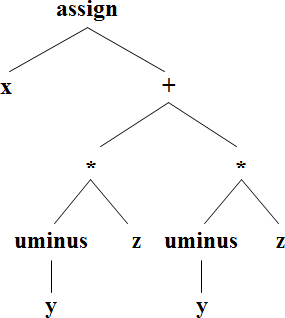 assign
x +
* *
uminus z uminus z
y y